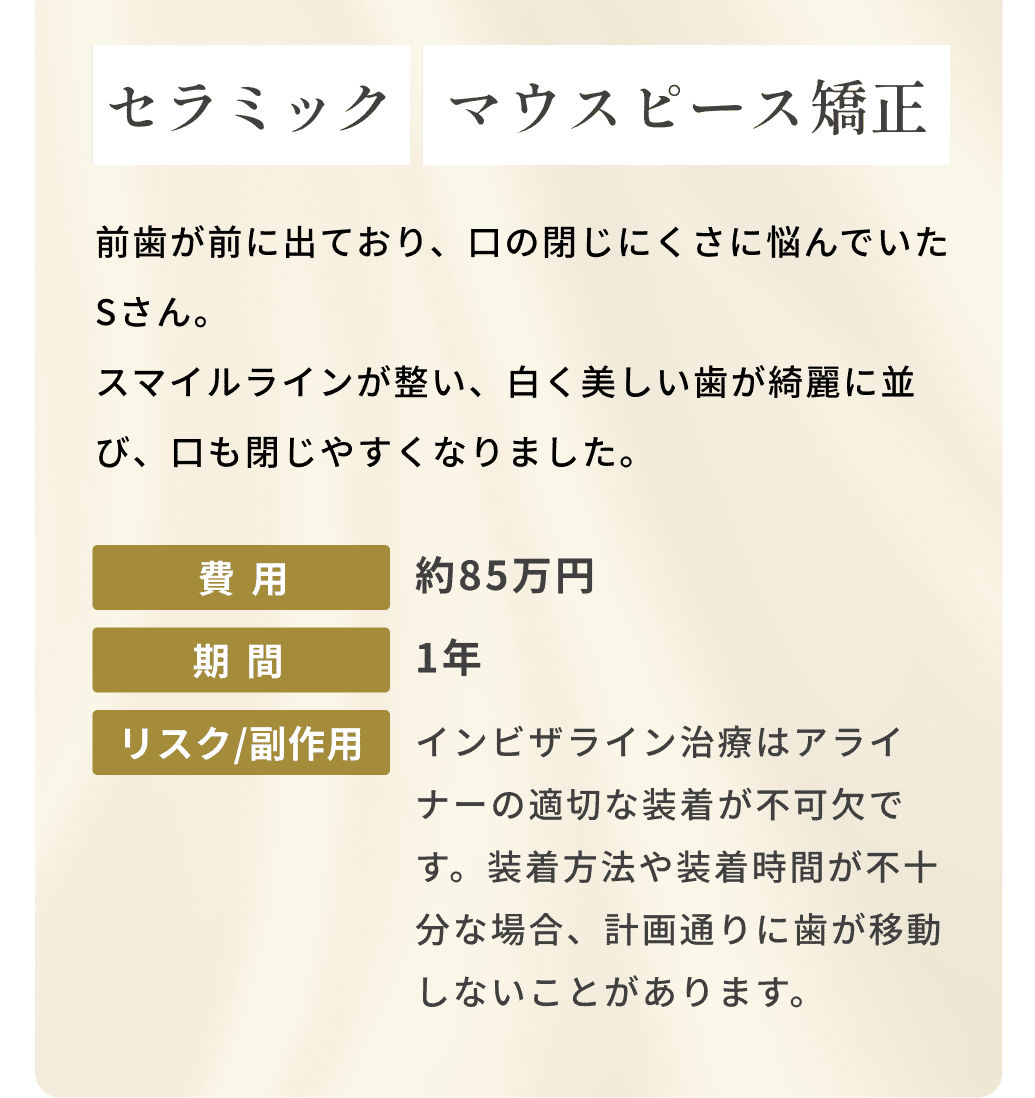 セラミック マウスピース矯正
前歯が前に出ており、口の閉じにくさに悩んでいた
Sさん。
スマイルラインが整い、白く美しい歯が綺麗に並
び、口も閉じやすくなりました。
費用 約85万円
期間 1年
リスク/副作用 インビザライン治療はアライ
ナーの適切な装着が不可欠で
す。装着方法や装着時間が不十
分な場合、計画通りに歯が移動
しないことがあります。